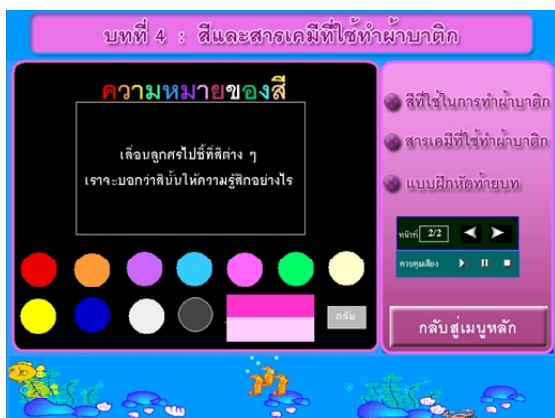 บทที่ 4 : สีและสารเคมีที่ใช้ทำผ้าบาติก
ความหมายของสี
เลื่อนลูกศรไปชี้ที่สีต่าง ๆ
เราจะบอกว่าสีนั้นให้ความรู้สึกอย่างไร
กลับ
สีที่ใช้ในการทำผ้าบาติก
สารเคมีที่ใช้ทำผ้าบาติก
แบบฝึกหัดท้ายบท
หน้าที่ 2/2
ควบคุมเสียง
กลับสู่เมนูหลัก